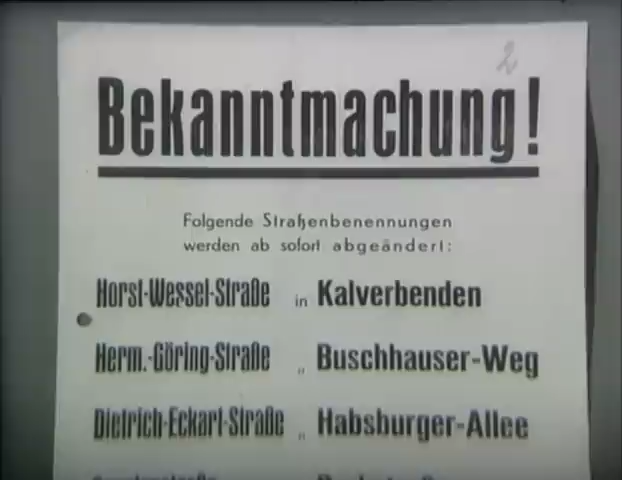 2
Bekanntmachung!
Folgende Straßenbenennungen
werden ab sofort abgeändert:
Horst-Wessel-Straße in Kalverbenden
Herm.-Göring-Straße „ Buschhauser-Weg
Dietrich-Eckart-Straße „ Habsburger-Allee